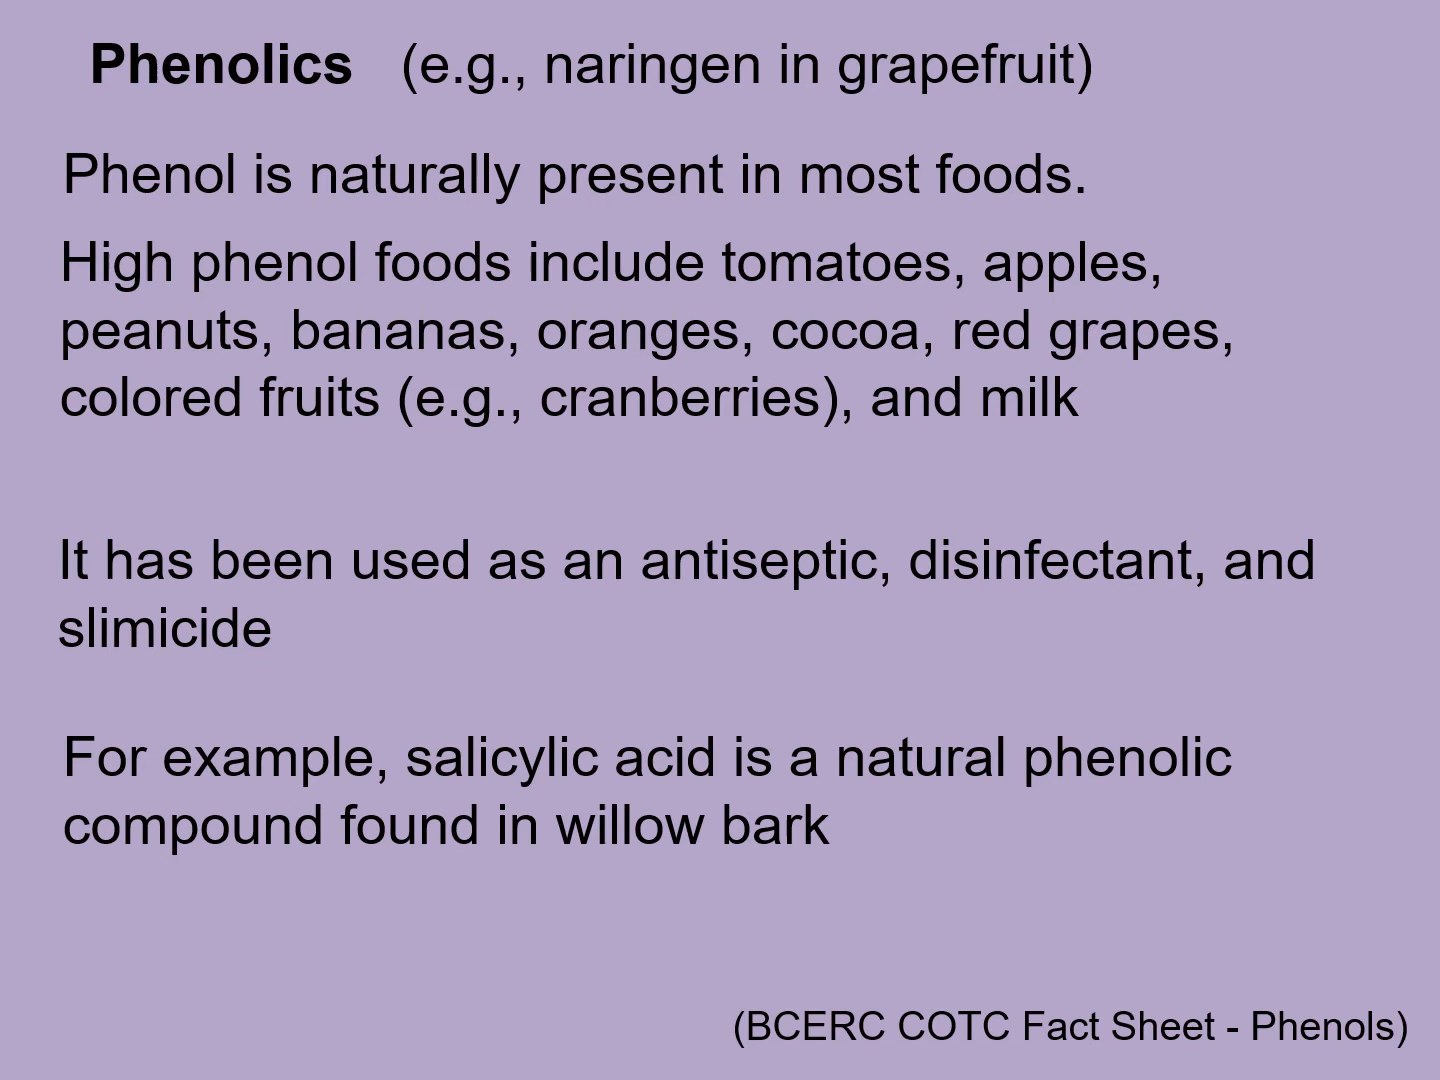 Phenolics (e.g., naringen in grapefruit)
Phenol is naturally present in most foods.
High phenol foods include tomatoes, apples,
peanuts, bananas, oranges, cocoa, red grapes,
colored fruits (e.g., cranberries), and milk
It has been used as an antiseptic, disinfectant, and
slimicide
For example, salicylic acid is a natural phenolic
compound found in willow bark
(BCERC COTC Fact Sheet - Phenols)